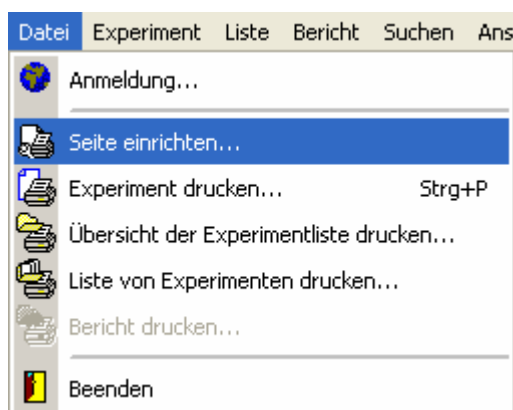 Datei Experiment Liste Bericht Suchen Ans
Anmeldung...
Seite einrichten...
Experiment drucken... Strg+P
Übersicht der Experimentliste drucken...
Liste von Experimenten drucken...
Bericht drucken...
Beenden